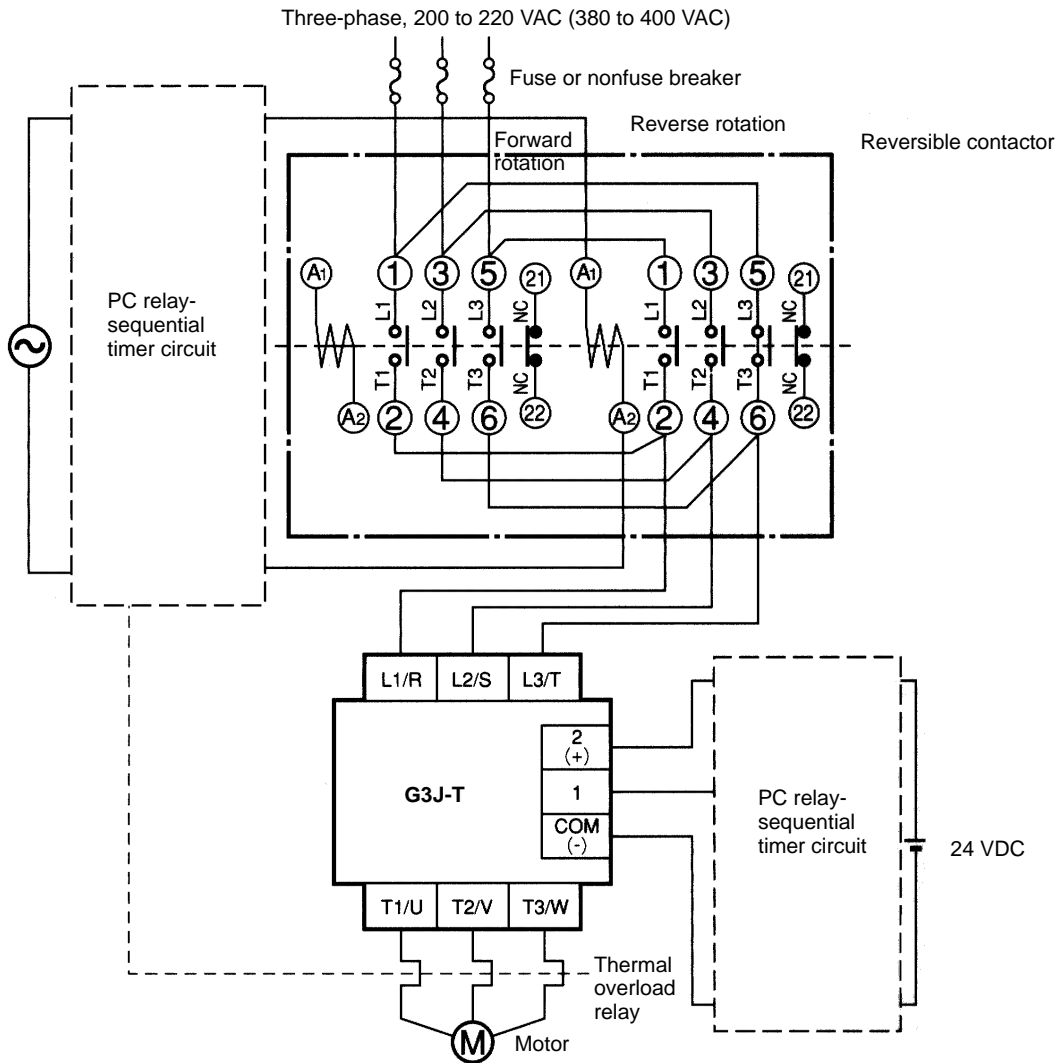 Three-phase, 200 to 220 VAC (380 to 400 VAC)
Fuse or nonfuse breaker
Reverse rotation
Reversible contactor
Forward
rotation
PC relay-
sequential
timer circuit
A1 1 3 5 A1 1 3 5
21 21
L1 L2 L3 NC L1 L2 L3 NC
T1 T2 T3 NC T1 T2 T3 NC
A2 2 4 6 22 A2 2 4 6 22
L1/R L2/S L3/T
2
(+)
G3J-T
1
COM
(-)
PC relay-
sequential
timer circuit
24 VDC
T1/U T2/V T3/W
Thermal
overload
relay
M Motor